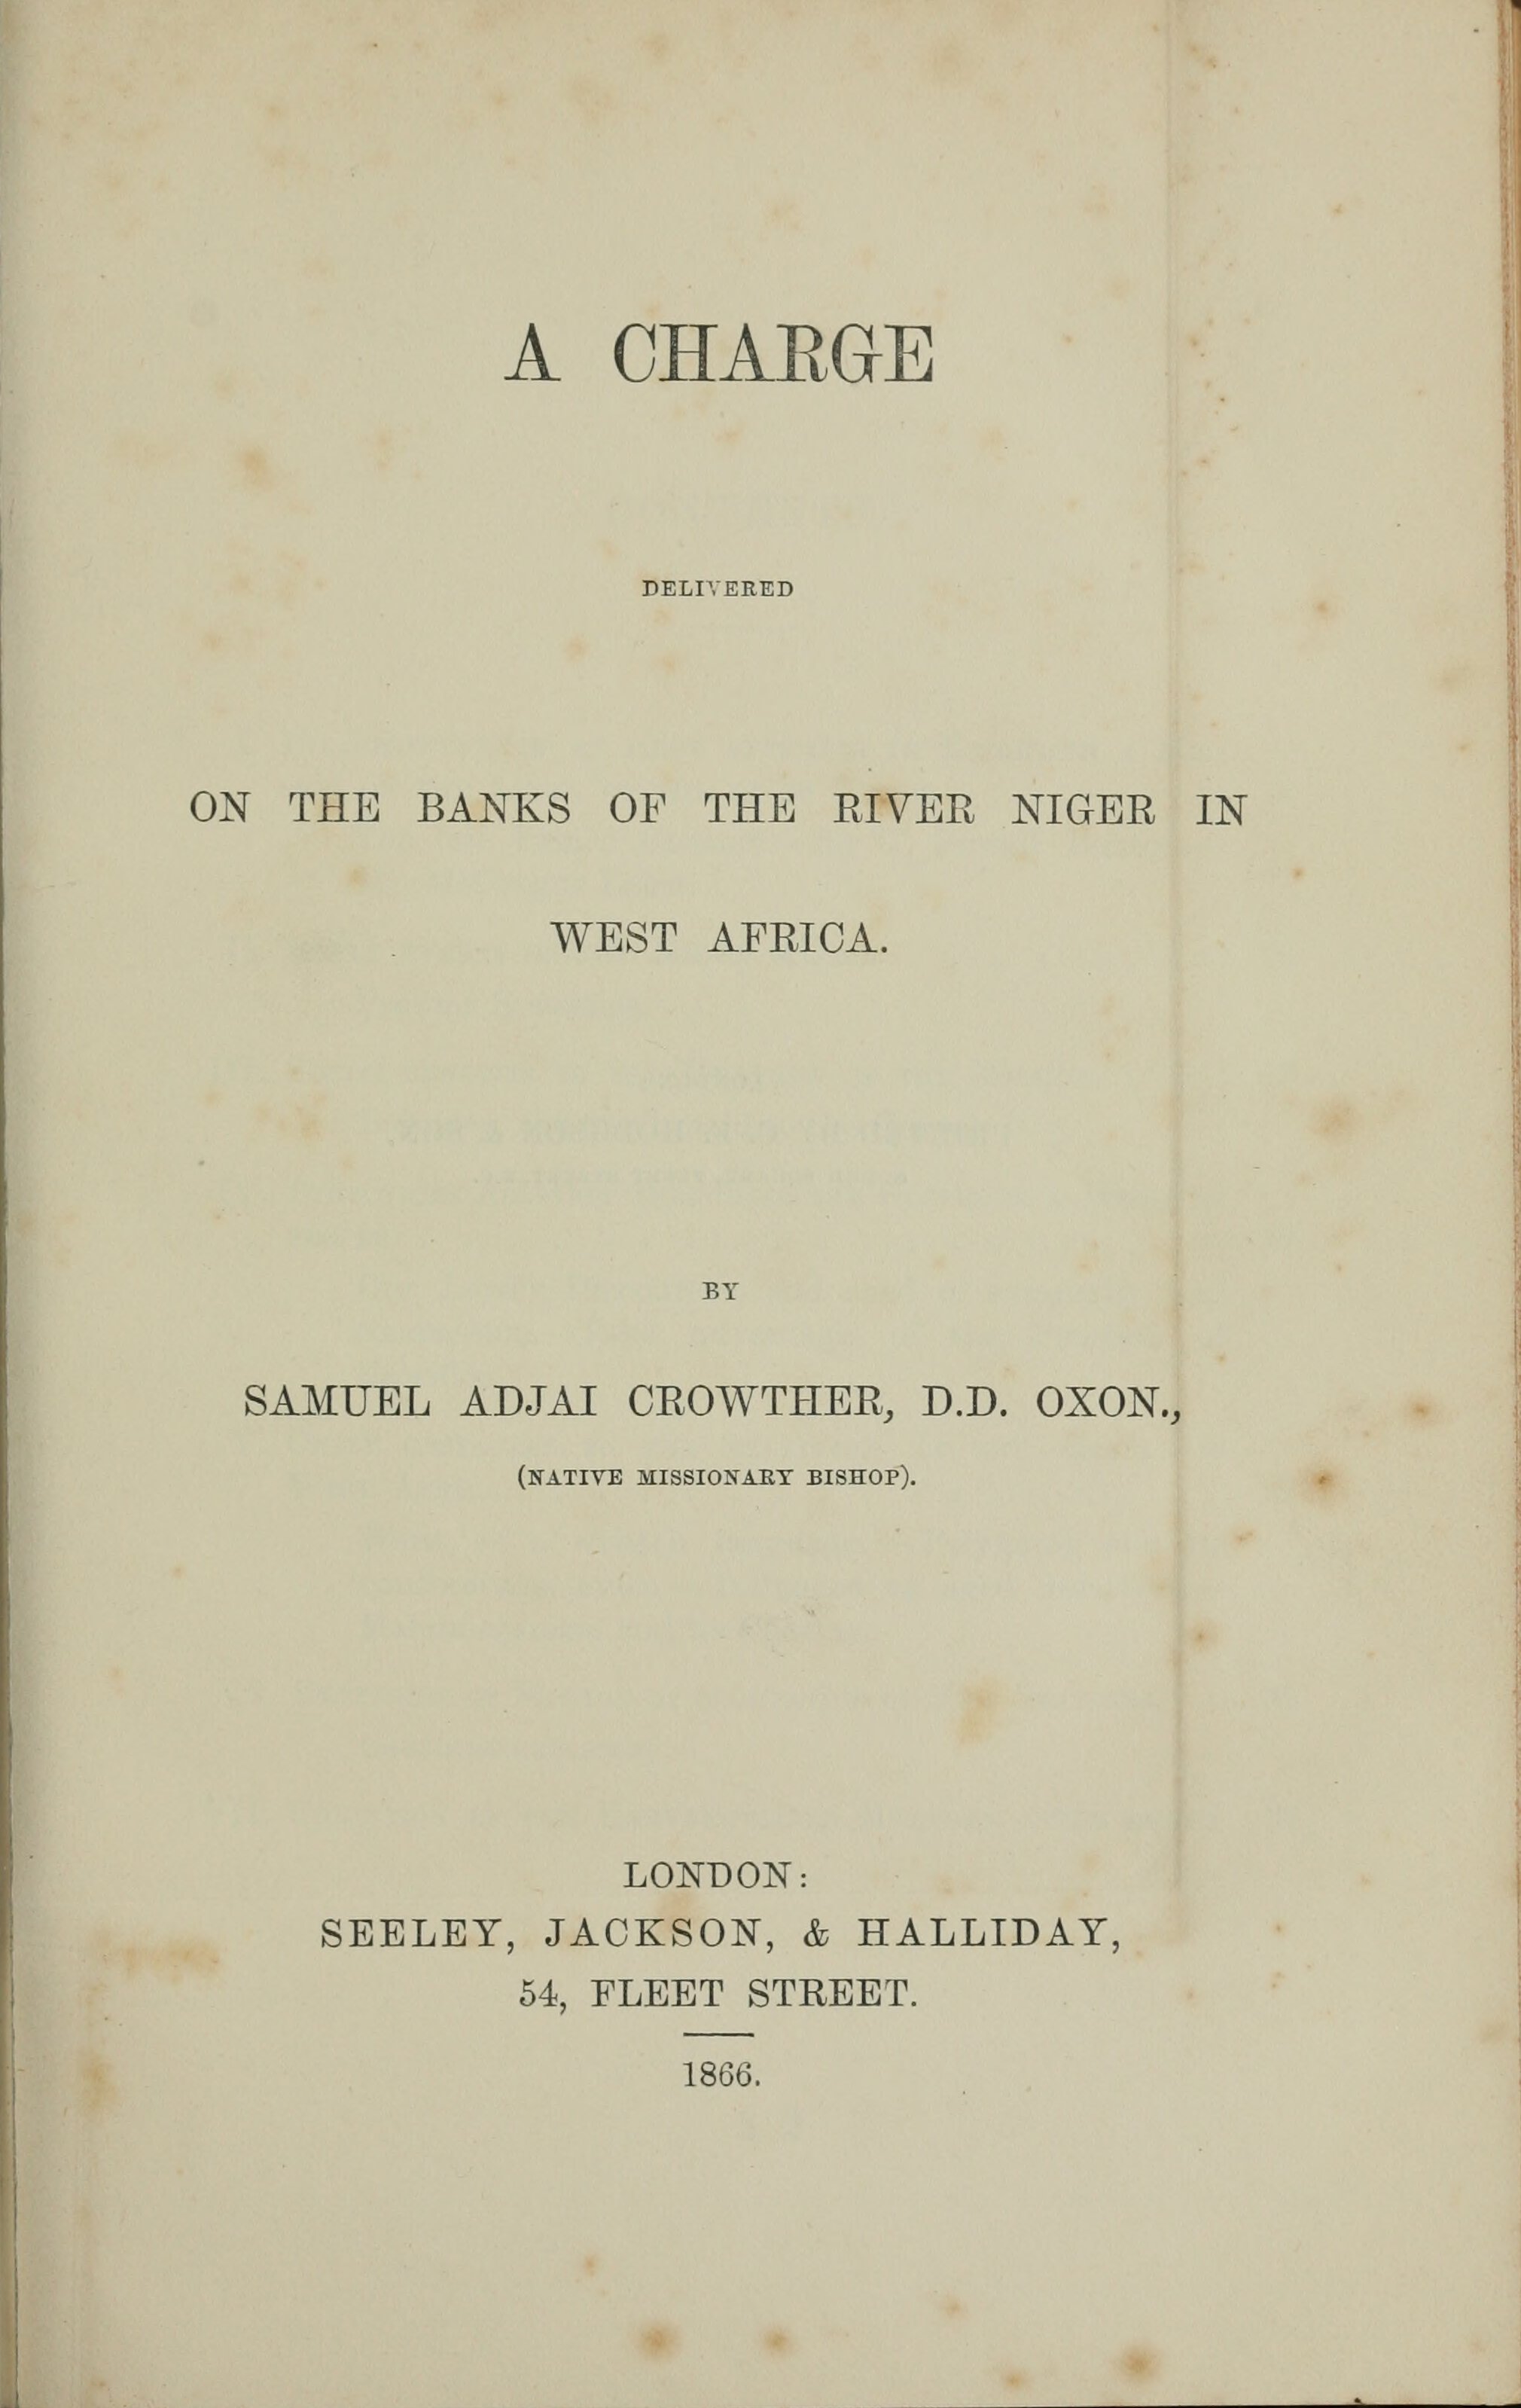 A CHARGE
DELIVERED
ON THE BANKS OF THE RIVER NIGER IN
WEST AFRICA.
BY
SAMUEL ADJAI CROWTHER, D.D. OXON.,
(NATIVE MISSIONARY BISHOP).
LONDON:
SEELEY, JACKSON, & HALLIDAY,
54, FLEET STREET.
1866.